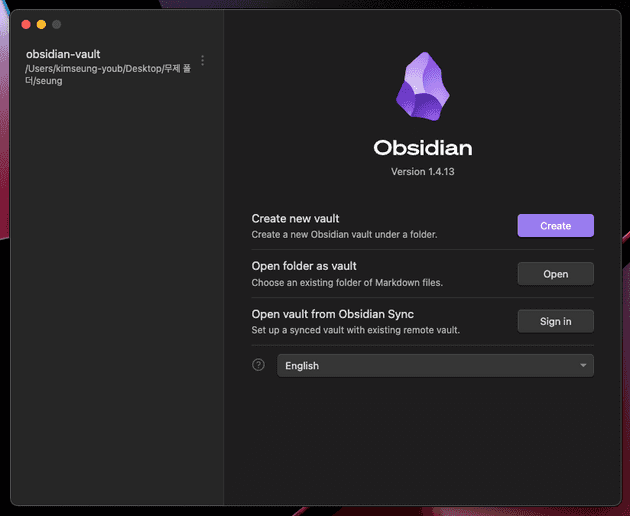 obsidian-vault
/Users/kimseung-youb/Desktop/무제 폴
더/seung
Obsidian
Version 1.4.13
Create new vault
Create a new Obsidian vault under a folder.
Create
Open folder as vault
Choose an existing folder of Markdown files.
Open
Open vault from Obsidian Sync
Set up a synced vault with existing remote vault.
Sign in
?
English